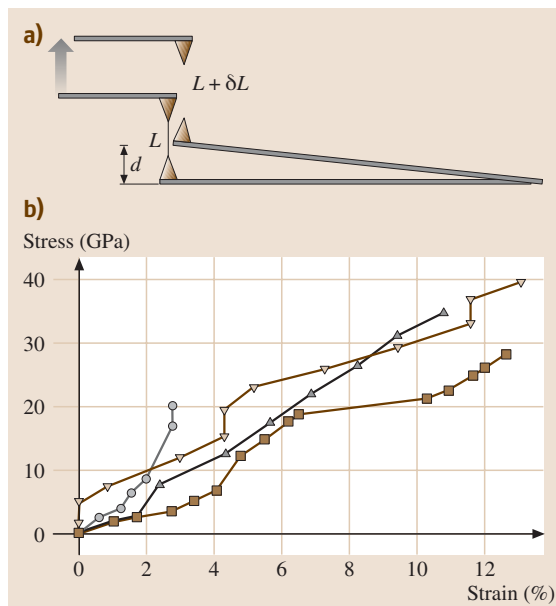 a)
L + δL
L
d
b)
Stress (GPa)
40
30
20
10
0
0 2 4 6 8 10 12
Strain (%)